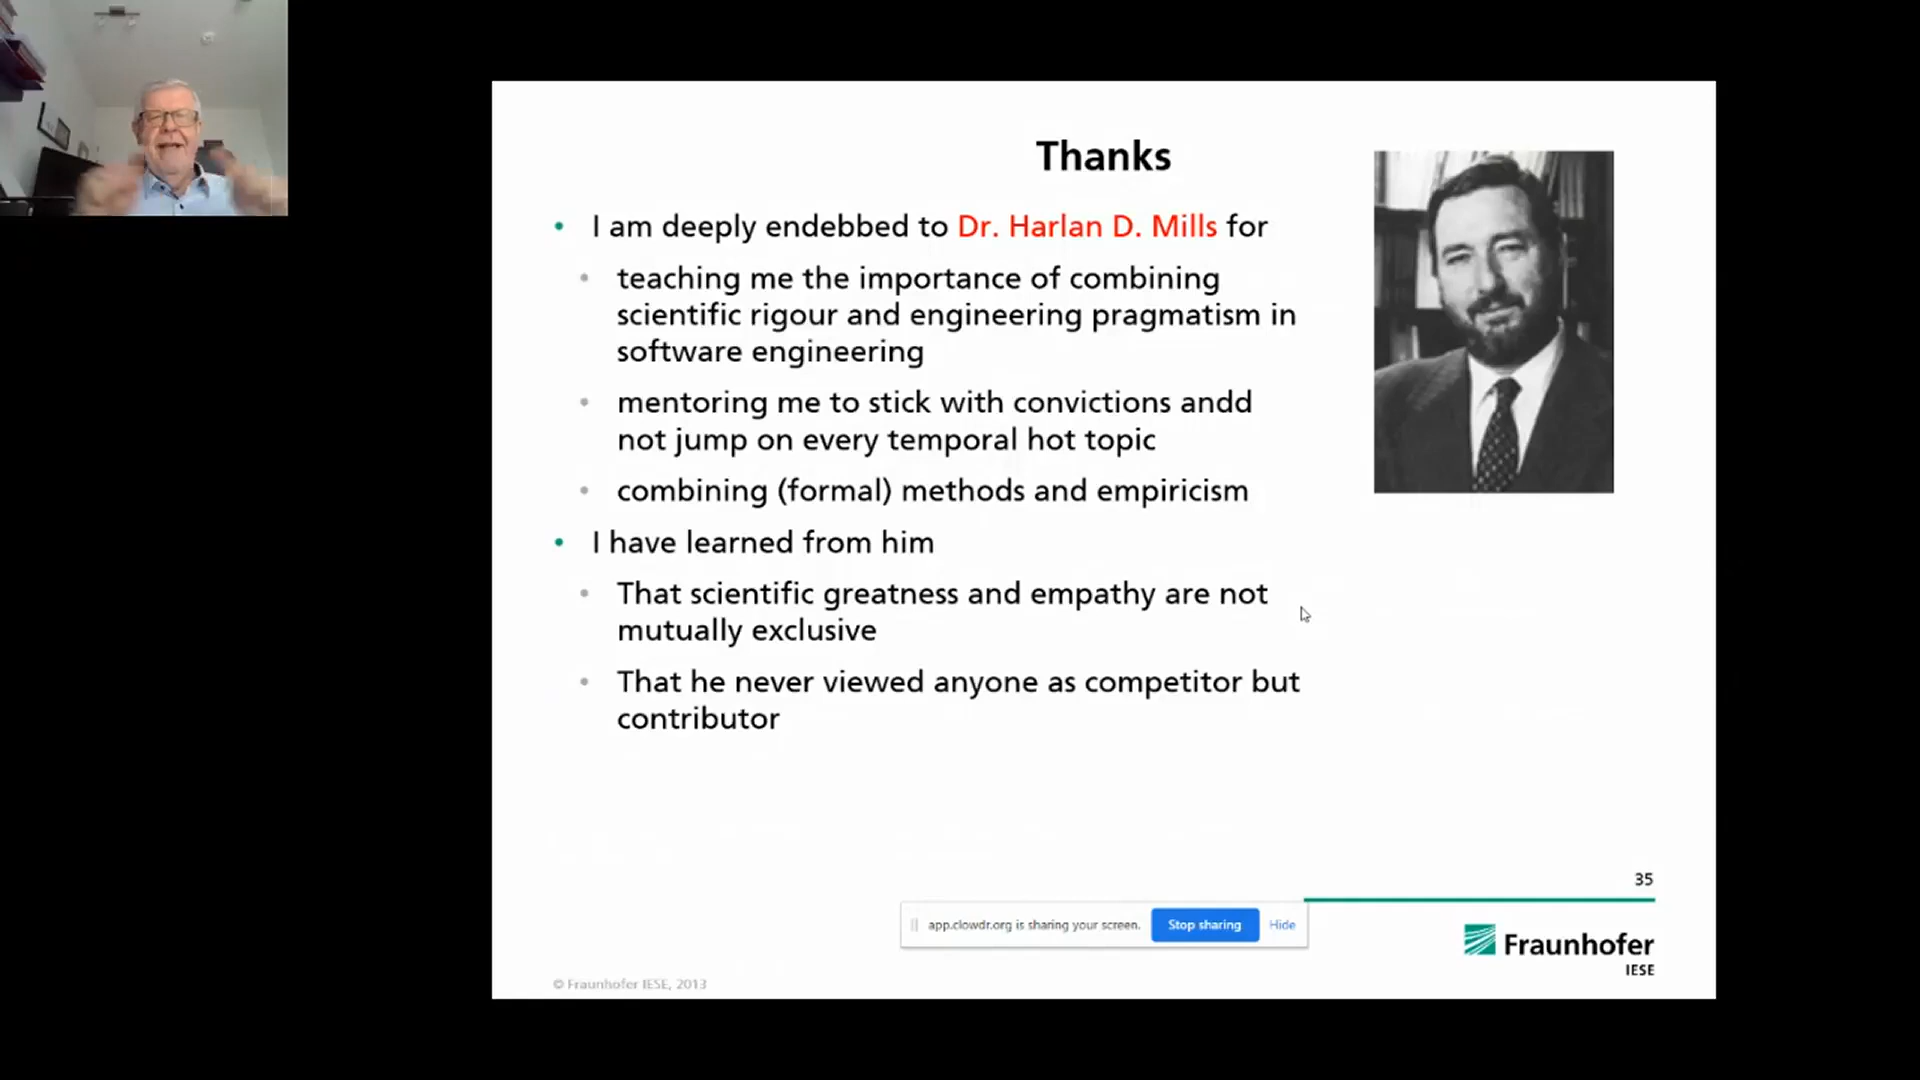 Thanks
I am deeply endebbed to Dr. Harlan D. Mills for
teaching me the importance of combining
scientific rigour and engineering pragmatism in
software engineering
mentoring me to stick with convictions andd
not jump on every temporal hot topic
combining (formal) methods and empiricism
I have learned from him
That scientific greatness and empathy are not
mutually exclusive
That he never viewed anyone as competitor but
contributor
35
app.clowdr.org is sharing your screen. Stop sharing Hide
Fraunhofer
IESE
© Fraunhofer IESE, 2013